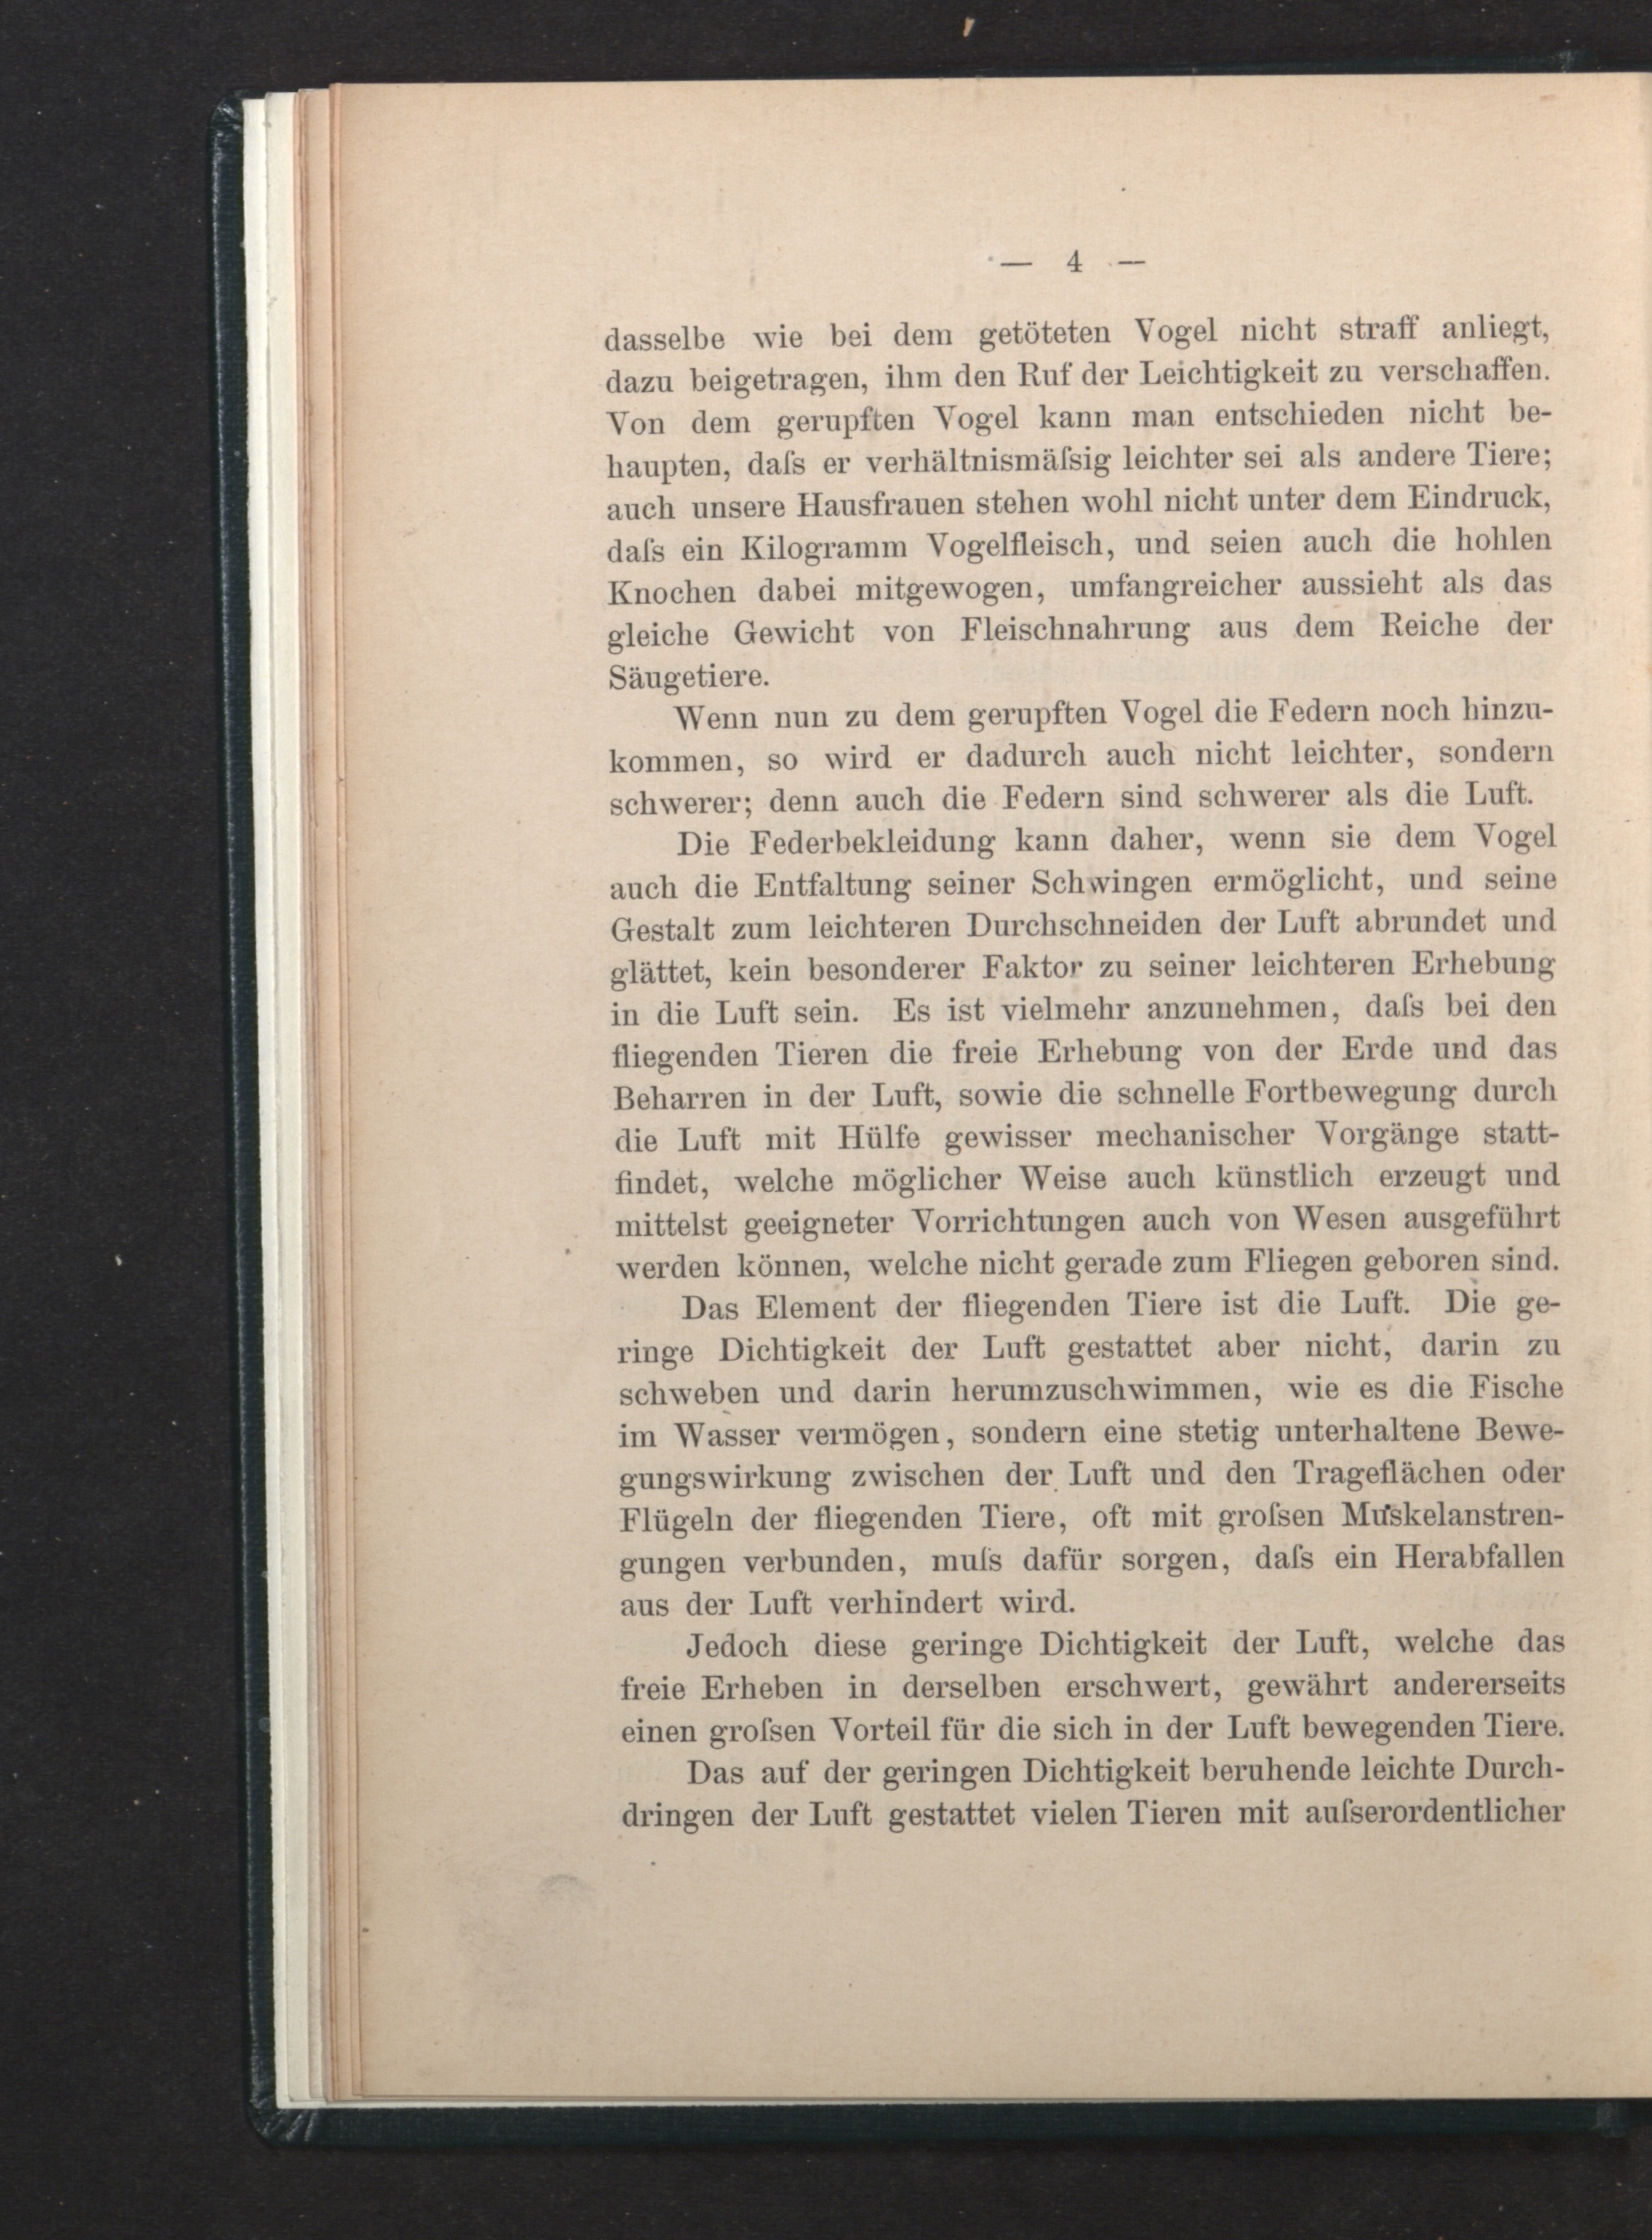 — 4 —
dasselbe wie bei dem getöteten Vogel nicht straff anliegt,
dazu beigetragen, ihm den Ruf der Leichtigkeit zu verschaffen.
Von dem gerupften Vogel kann man entschieden nicht be-
haupten, daſs er verhältnismäſsig leichter sei als andere Tiere;
auch unsere Hausfrauen stehen wohl nicht unter dem Eindruck,
daſs ein Kilogramm Vogelfleisch, und seien auch die hohlen
Knochen dabei mitgewogen, umfangreicher aussieht als das
gleiche Gewicht von Fleischnahrung aus dem Reiche der
Säugetiere.
Wenn nun zu dem gerupften Vogel die Federn noch hinzu-
kommen, so wird er dadurch auch nicht leichter, sondern
schwerer; denn auch die Federn sind schwerer als die Luft.
Die Federbekleidung kann daher, wenn sie dem Vogel
auch die Entfaltung seiner Schwingen ermöglicht, und seine
Gestalt zum leichteren Durchschneiden der Luft abrundet und
glättet, kein besonderer Faktor zu seiner leichteren Erhebung
in die Luft sein. Es ist vielmehr anzunehmen, daſs bei den
fliegenden Tieren die freie Erhebung von der Erde und das
Beharren in der Luft, sowie die schnelle Fortbewegung durch
die Luft mit Hülfe gewisser mechanischer Vorgänge statt-
findet, welche möglicher Weise auch künstlich erzeugt und
mittelst geeigneter Vorrichtungen auch von Wesen ausgeführt
werden können, welche nicht gerade zum Fliegen geboren sind.
Das Element der fliegenden Tiere ist die Luft. Die ge-
ringe Dichtigkeit der Luft gestattet aber nicht, darin zu
schweben und darin herumzuschwimmen, wie es die Fische
im Wasser vermögen, sondern eine stetig unterhaltene Bewe-
gungswirkung zwischen der Luft und den Trageflächen oder
Flügeln der fliegenden Tiere, oft mit groſsen Muskelanstren-
gungen verbunden, muſs dafür sorgen, daſs ein Herabfallen
aus der Luft verhindert wird.
Jedoch diese geringe Dichtigkeit der Luft, welche das
freie Erheben in derselben erschwert, gewährt andererseits
einen groſsen Vorteil für die sich in der Luft bewegenden Tiere.
Das auf der geringen Dichtigkeit beruhende leichte Durch-
dringen der Luft gestattet vielen Tieren mit auſserordentlicher